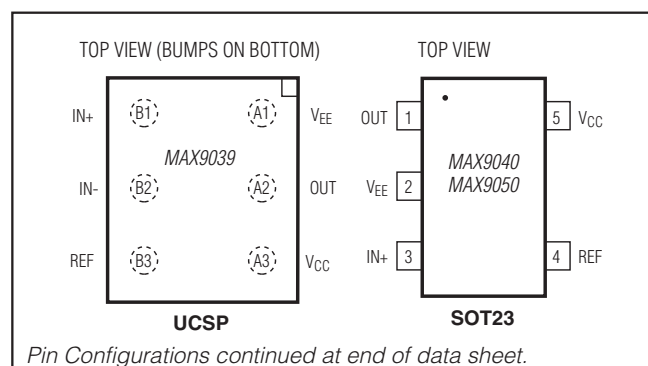 TOP VIEW (BUMPS ON BOTTOM)
IN+ B1 A1 VEE
MAX9039
IN- B2 A2 OUT
REF B3 A3 VCC
UCSP
TOP VIEW
OUT 1 5 VCC
MAX9040
MAX9050
VEE 2
IN+ 3 4 REF
SOT23
Pin Configurations continued at end of data sheet.